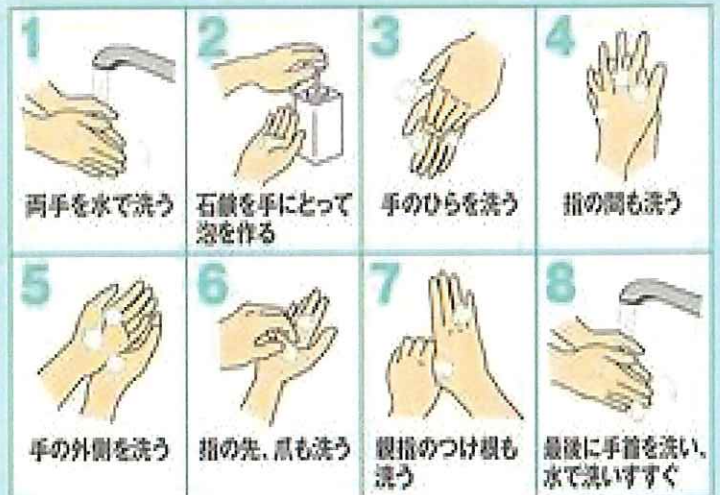 1
両手を水で洗う
2
石鹸を手にとって
泡を作る
3
手のひらを洗う
4
指の間も洗う
5
手の外側を洗う
6
指の先、爪も洗う
7
親指のつけ根も
洗う
8
最後に手首を洗い、
水で洗いすすぐ